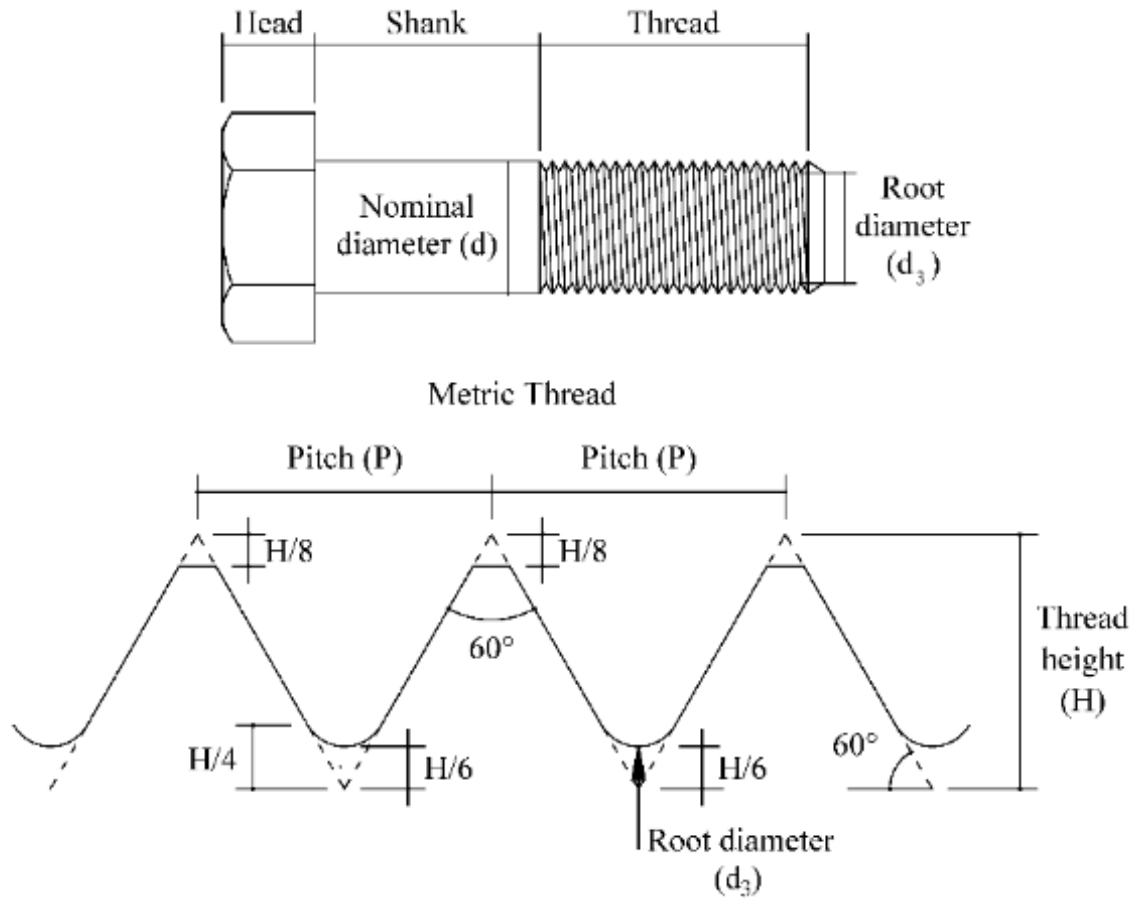 Head Shank Thread
Nominal
diameter (d)
Root
diameter
(d₃)
Metric Thread
Pitch (P) Pitch (P)
H/8 H/8
60°
Thread
height
(H)
H/4 H/6 H/6 60°
Root diameter
(d₃)